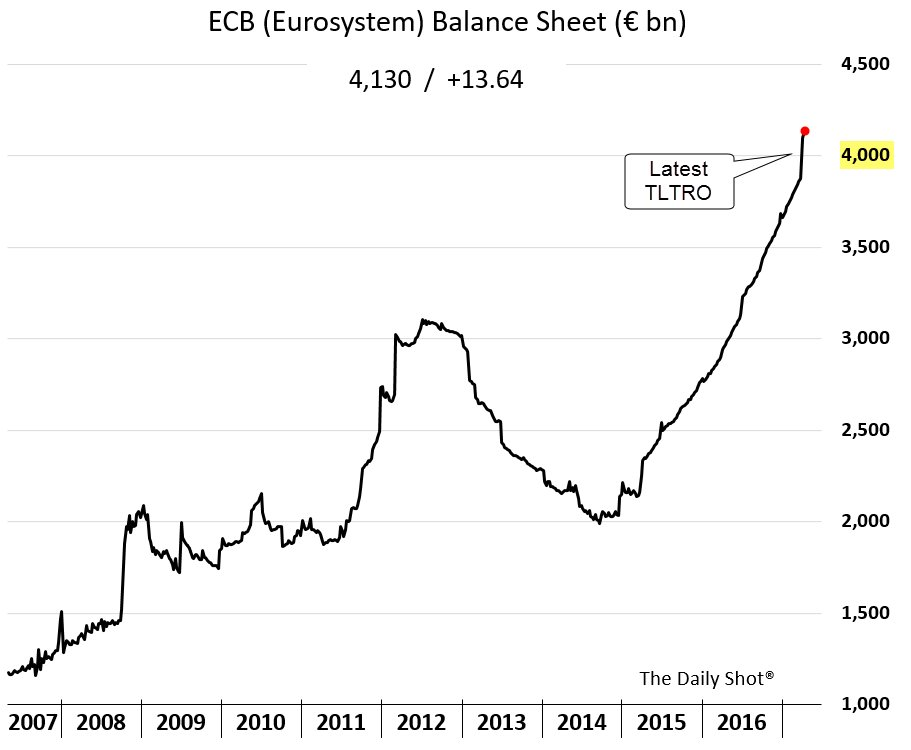 ECB (Eurosystem) Balance Sheet (€ bn)
4,130 / +13.64
4,500
4,000
3,500
3,000
2,500
2,000
1,500
1,000
Latest
TLTRO
The Daily Shot®
2007 2008 2009 2010 2011 2012 2013 2014 2015 2016